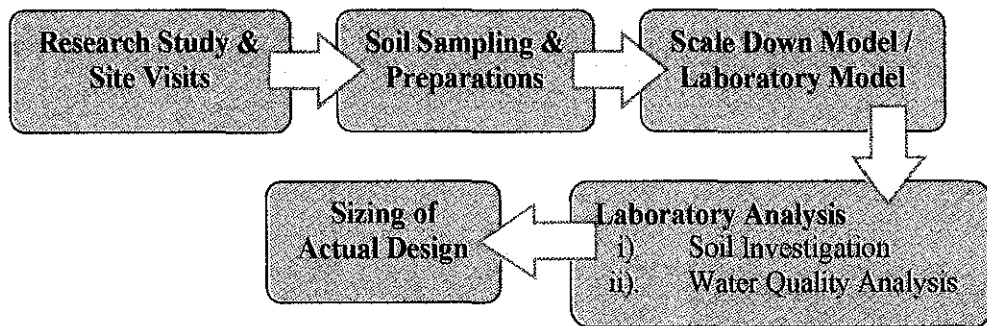 Research Study &
Site Visits
Soil Sampling &
Preparations
Scale Down Model /
Laboratory Model
Laboratory Analysis
i) Soil Investigation
ii). Water Quality Analysis
Sizing of
Actual Design